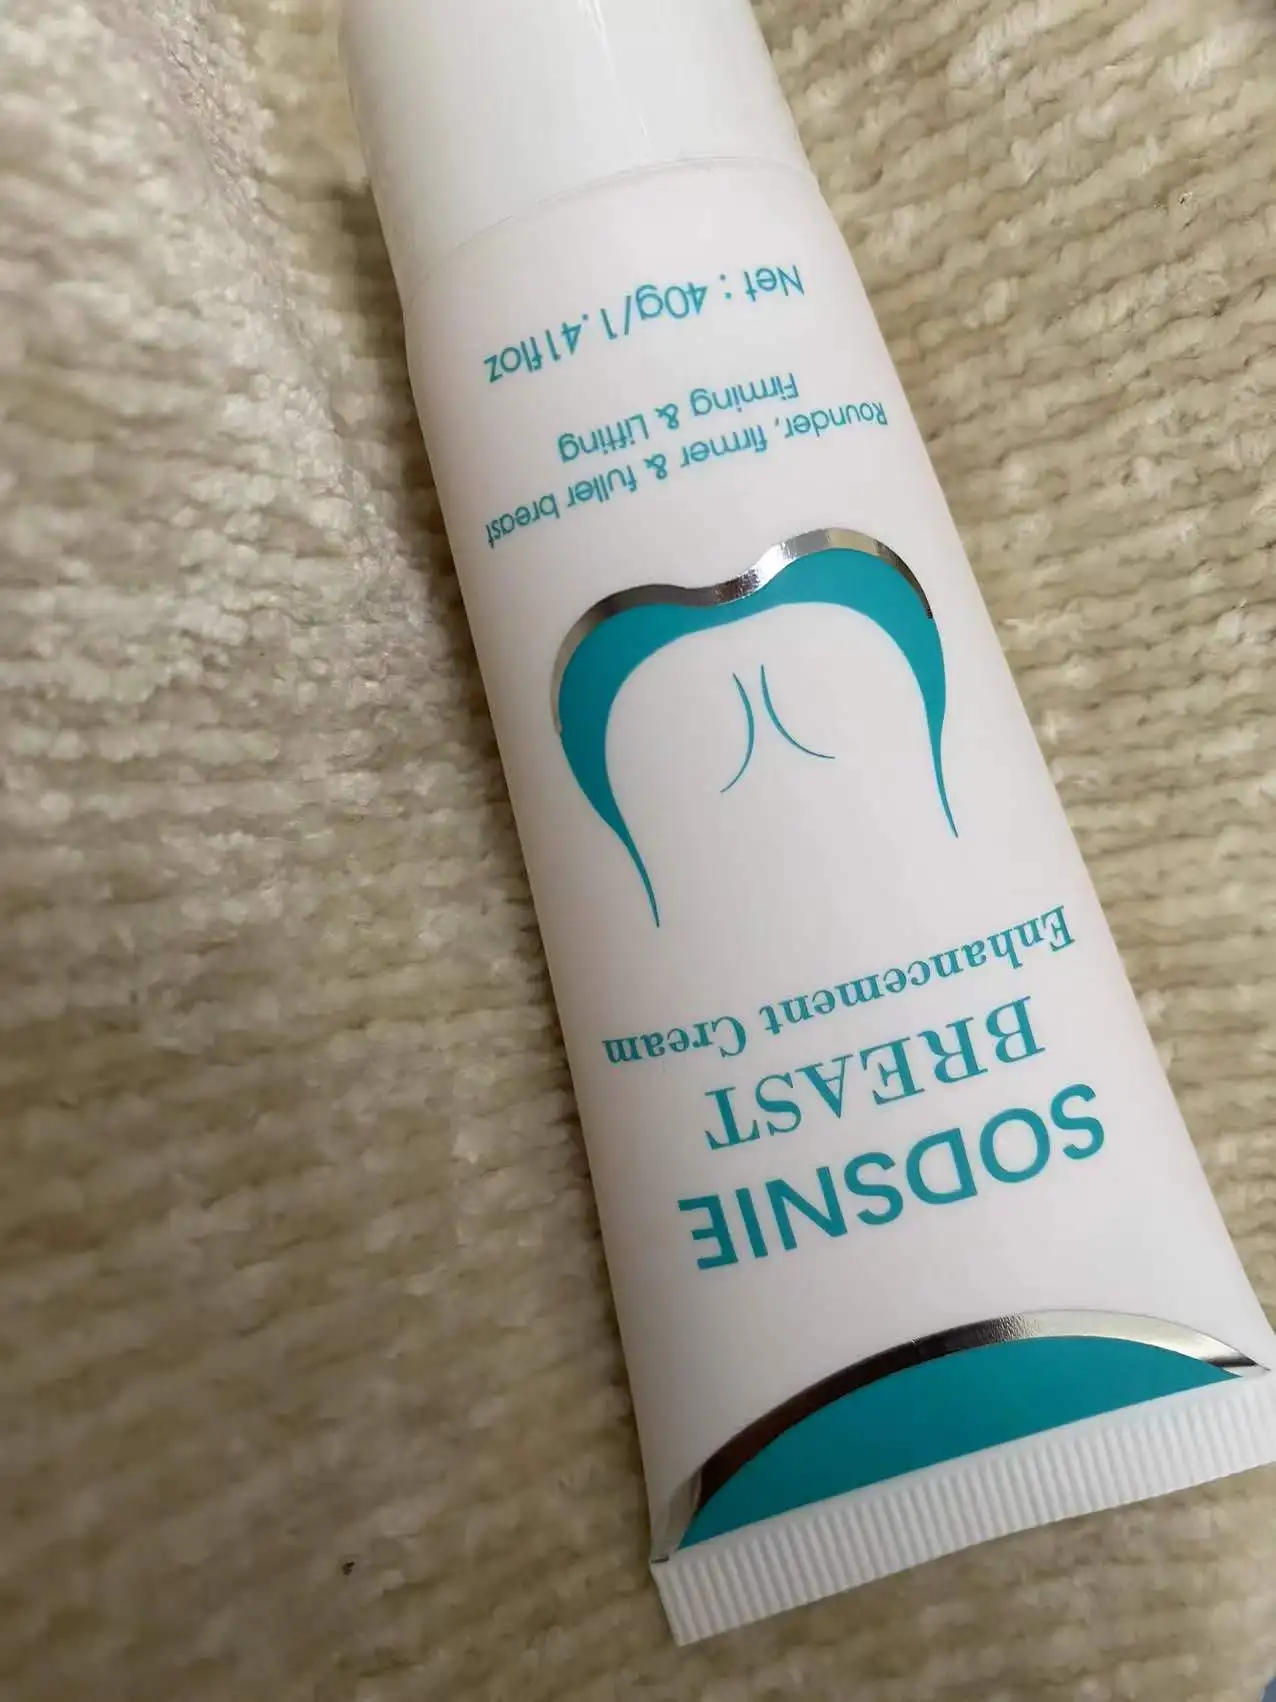 SODSNIE
BREAST
Enhancement Cream
Rounder, firmer & fuller breast
Firming & Lifting
Net : 40g/1.41floz